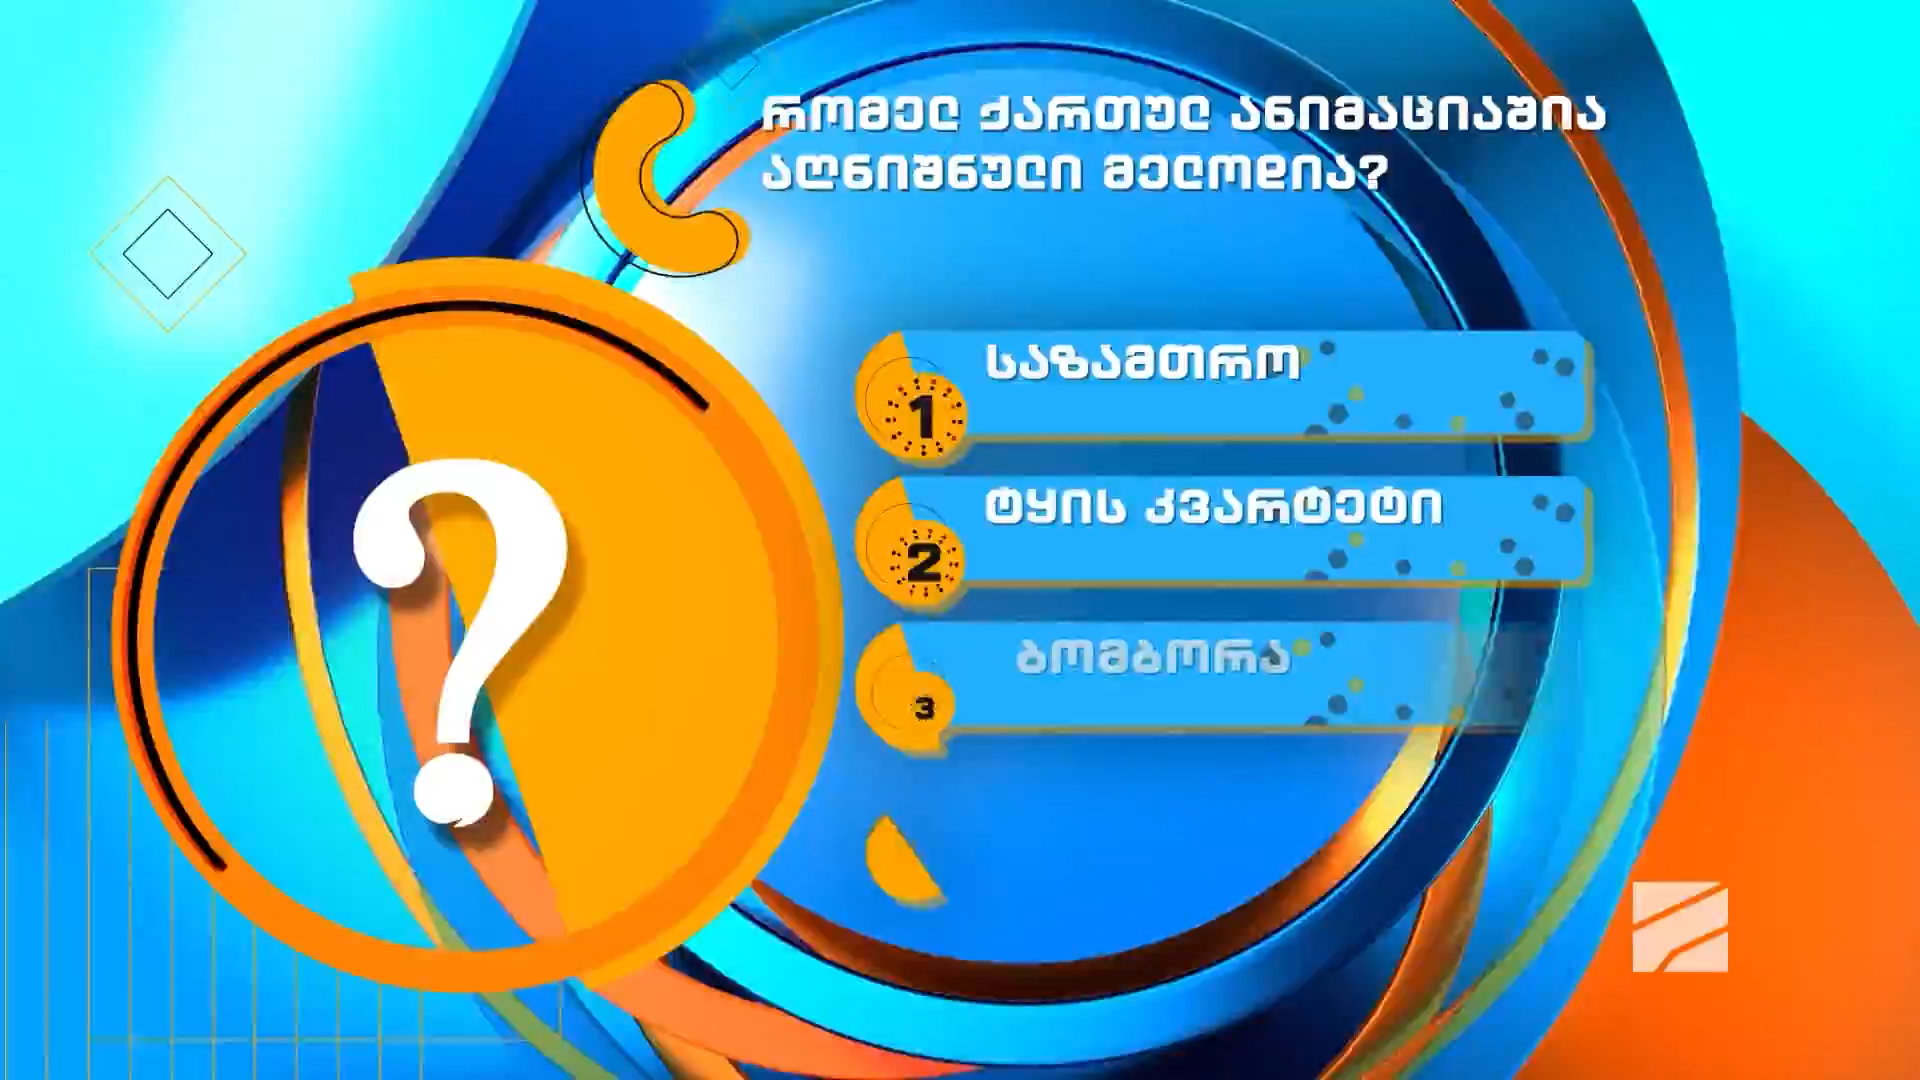 რომელ ქართულ ანიმაციაშია
აღნიშნული მელოდია?
1 საზამთრო
2 ტყის კვარტეტი
3 ბომბორა
?